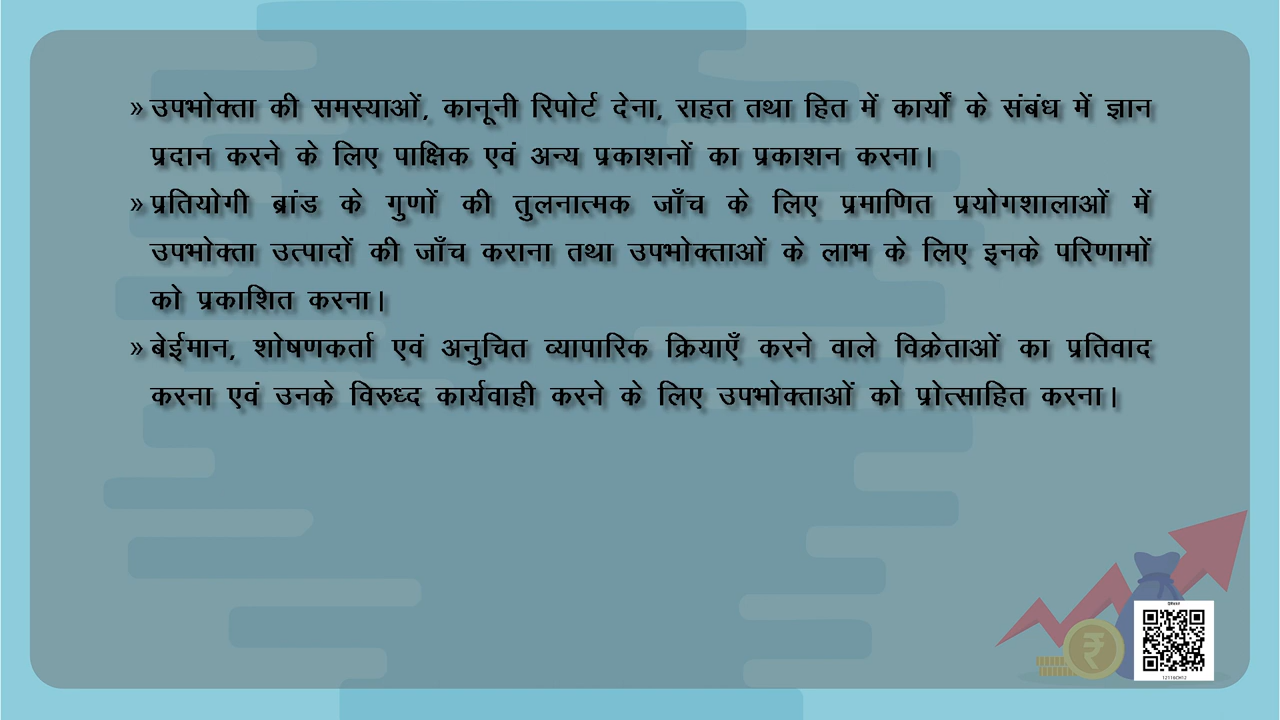 » उपभोक्ता की समस्याओं, कानूनी रिपोर्ट देना, राहत तथा हित में कार्यों के संबंध में ज्ञान
प्रदान करने के लिए पाक्षिक एवं अन्य प्रकाशनों का प्रकाशन करना।
» प्रतियोगी ब्रांड के गुणों की तुलनात्मक जाँच के लिए प्रमाणित प्रयोगशालाओं में
उपभोक्ता उत्पादों की जाँच कराना तथा उपभोक्ताओं के लाभ के लिए इनके परिणामों
को प्रकाशित करना।
» बेईमान, शोषणकर्ता एवं अनुचित व्यापारिक क्रियाएँ करने वाले विक्रेताओं का प्रतिवाद
करना एवं उनके विरुध्द कार्यवाही करने के लिए उपभोक्ताओं को प्रोत्साहित करना।
₹
12116CH12